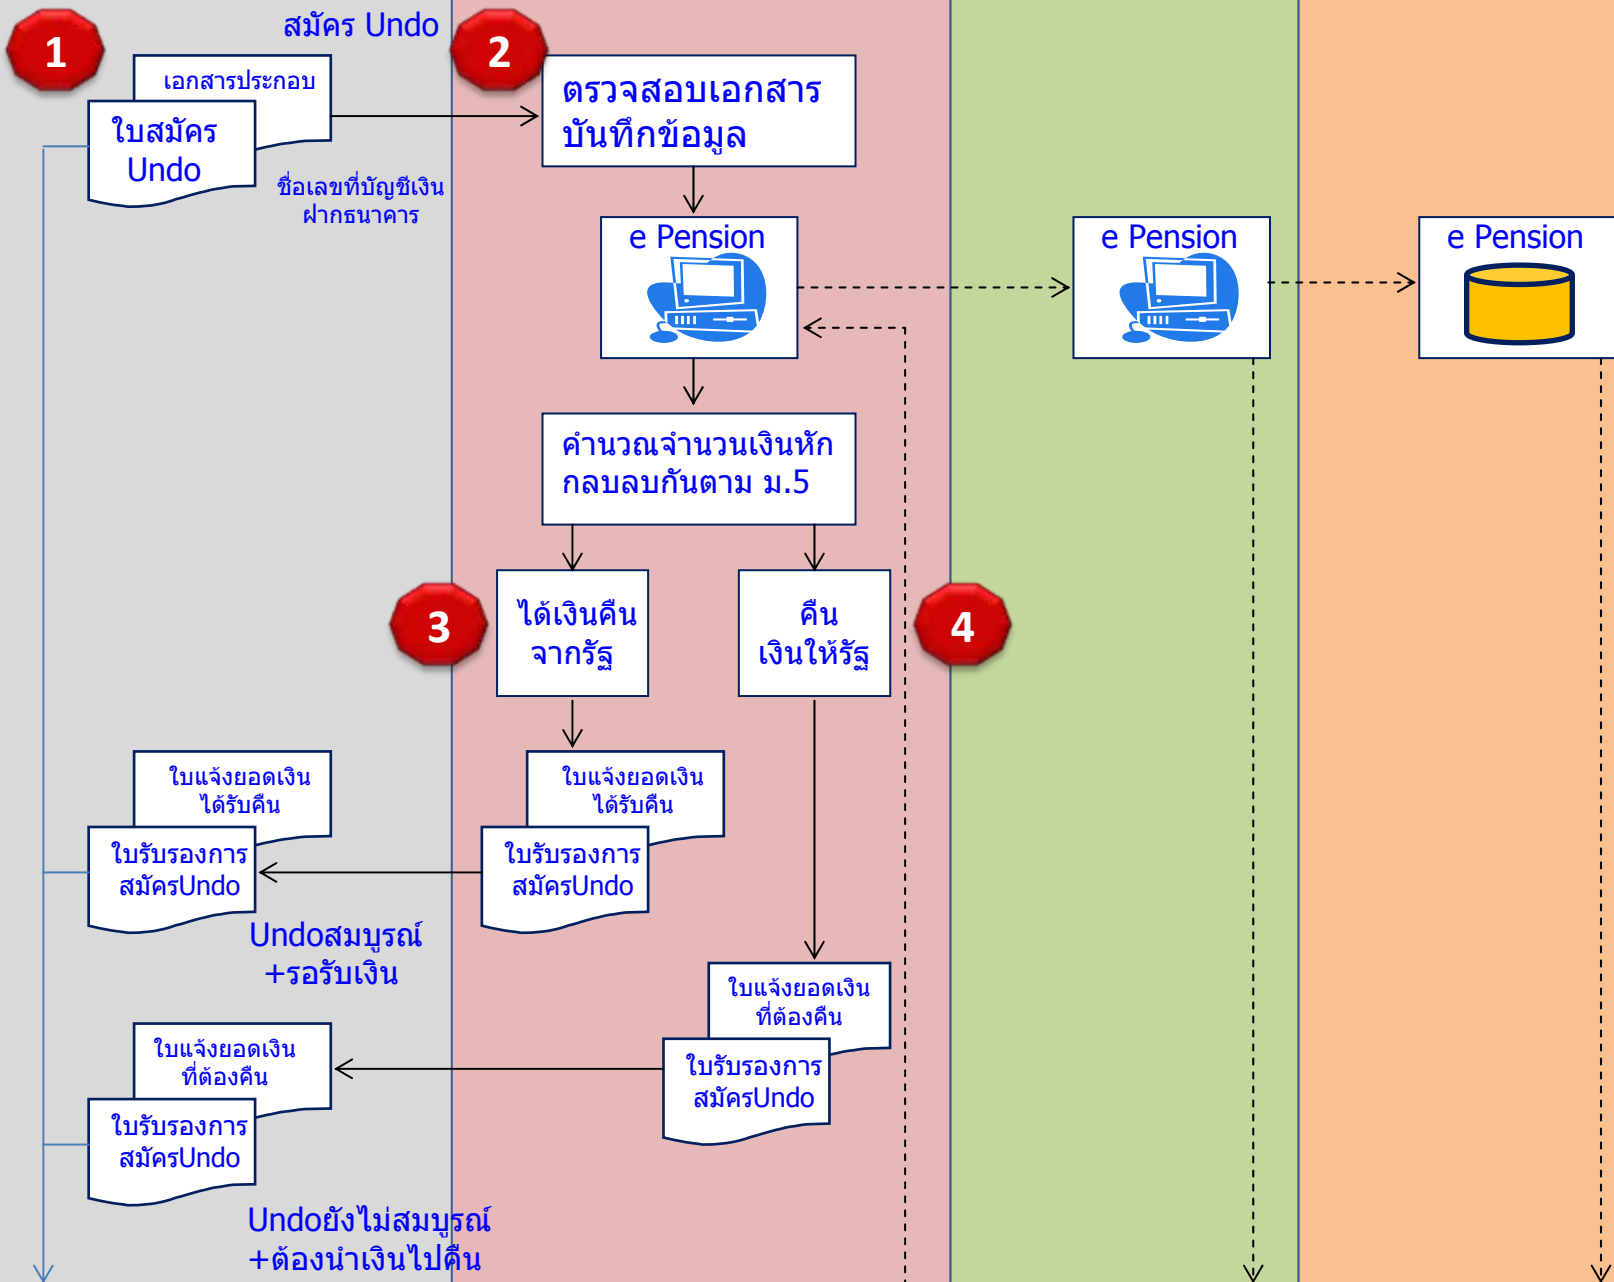 1
สมัคร Undo
2
เอกสารประกอบ
ใบสมัคร
Undo
ชื่อเลขที่บัญชีเงิน
ฝากธนาคาร
ตรวจสอบเอกสาร
บันทึกข้อมูล
e Pension
e Pension
e Pension
คำนวณจำนวนเงินหัก
กลบลบกันตาม ม.5
3
ได้เงินคืน
จากรัฐ
คืน
เงินให้รัฐ
4
ใบแจ้งยอดเงิน
ได้รับคืน
ใบรับรองการ
สมัครUndo
ใบแจ้งยอดเงิน
ได้รับคืน
ใบรับรองการ
สมัครUndo
Undoสมบูรณ์
+รอรับเงิน
ใบแจ้งยอดเงิน
ที่ต้องคืน
ใบรับรองการ
สมัครUndo
ใบแจ้งยอดเงิน
ที่ต้องคืน
ใบรับรองการ
สมัครUndo
Undoยังไม่สมบูรณ์
+ต้องนำเงินไปคืน